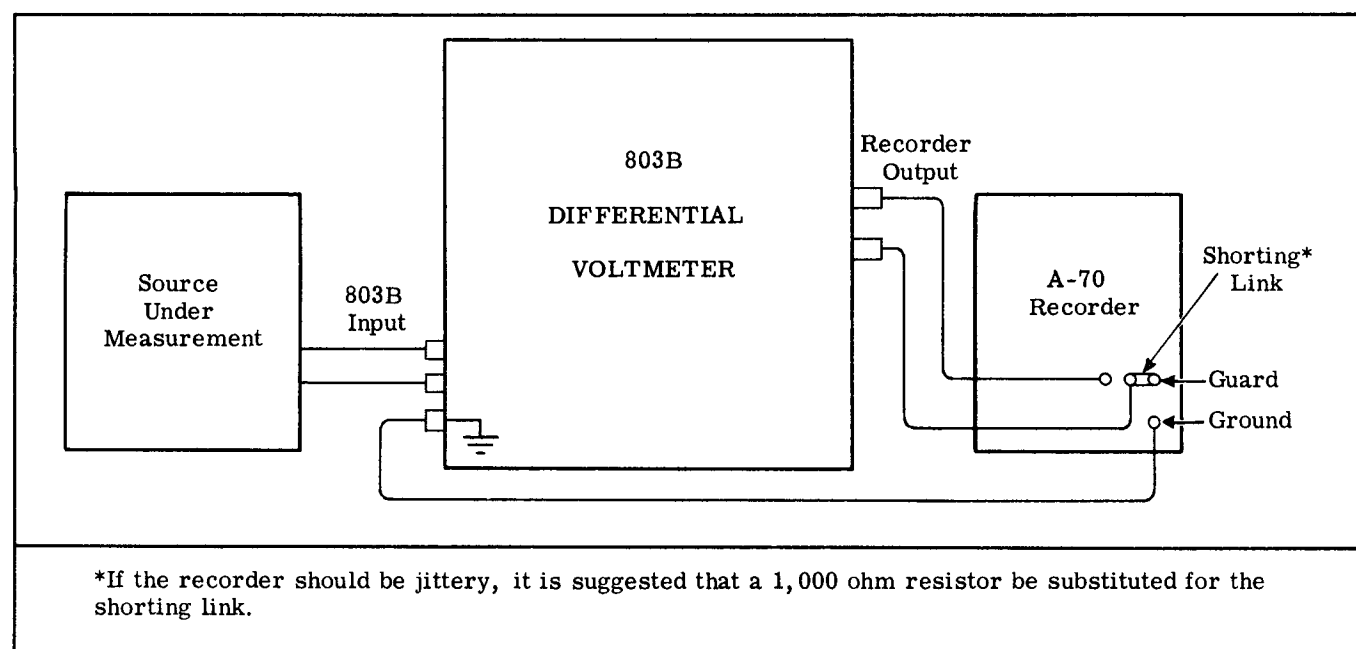 803B
DIFFERENTIAL
VOLTMETER
Recorder
Output
Source
Under
Measurement
803B
Input
A-70
Recorder
Shorting*
Link
Guard
Ground
*If the recorder should be jittery, it is suggested that a 1,000 ohm resistor be substituted for the
shorting link.